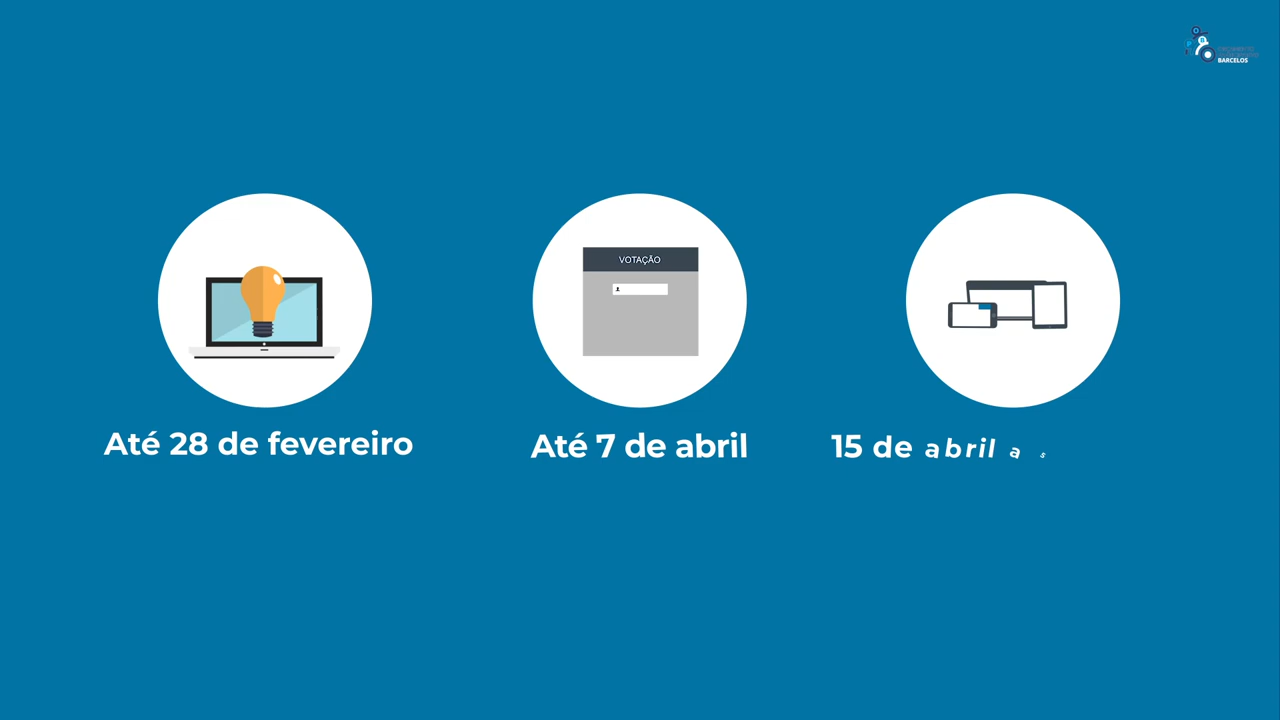 BARCELOS
VOTAÇÃO
Até 28 de fevereiro
Até 7 de abril
15 de abril a s